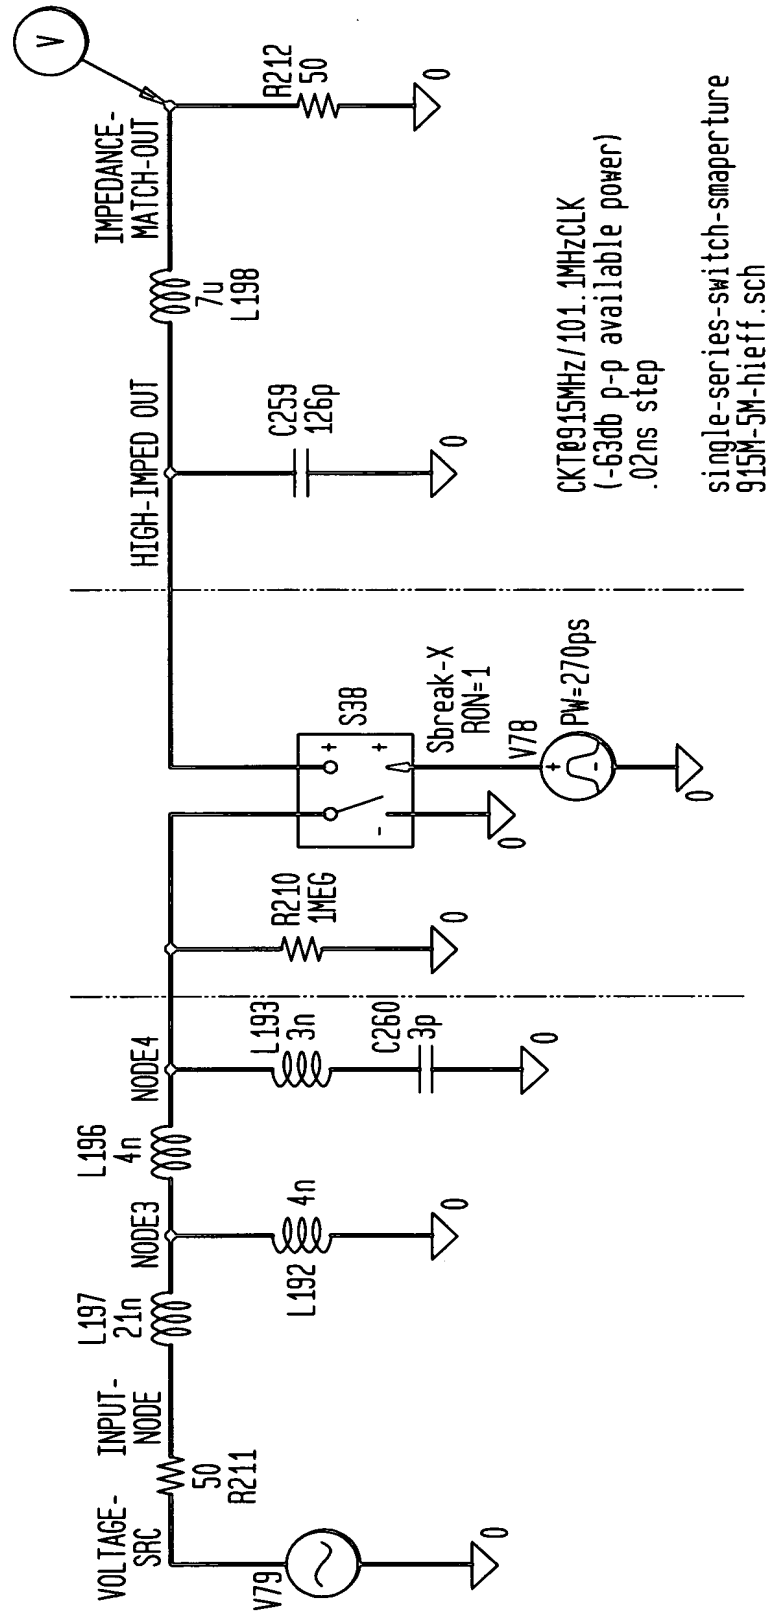 VOLTAGE-
SRC
V79
0
50
R211
INPUT-
NODE
L197
21n
NODE3
L192
4n
0
L196
4n
NODE4
L193
3n
C260
3p
0
R210
1MEG
0
S38
+
+
-
0
Sbreak-X
RON=1
V78
+
-
PW=270ps
0
HIGH-IMPED OUT
C259
126p
0
7u
L198
IMPEDANCE-
MATCH-OUT
V
R212
50
0
CKT@915MHz/101.1MHzCLK
(-63db p-p available power)
.02ns step
single-series-switch-smaperture
915M-5M-hieff.sch